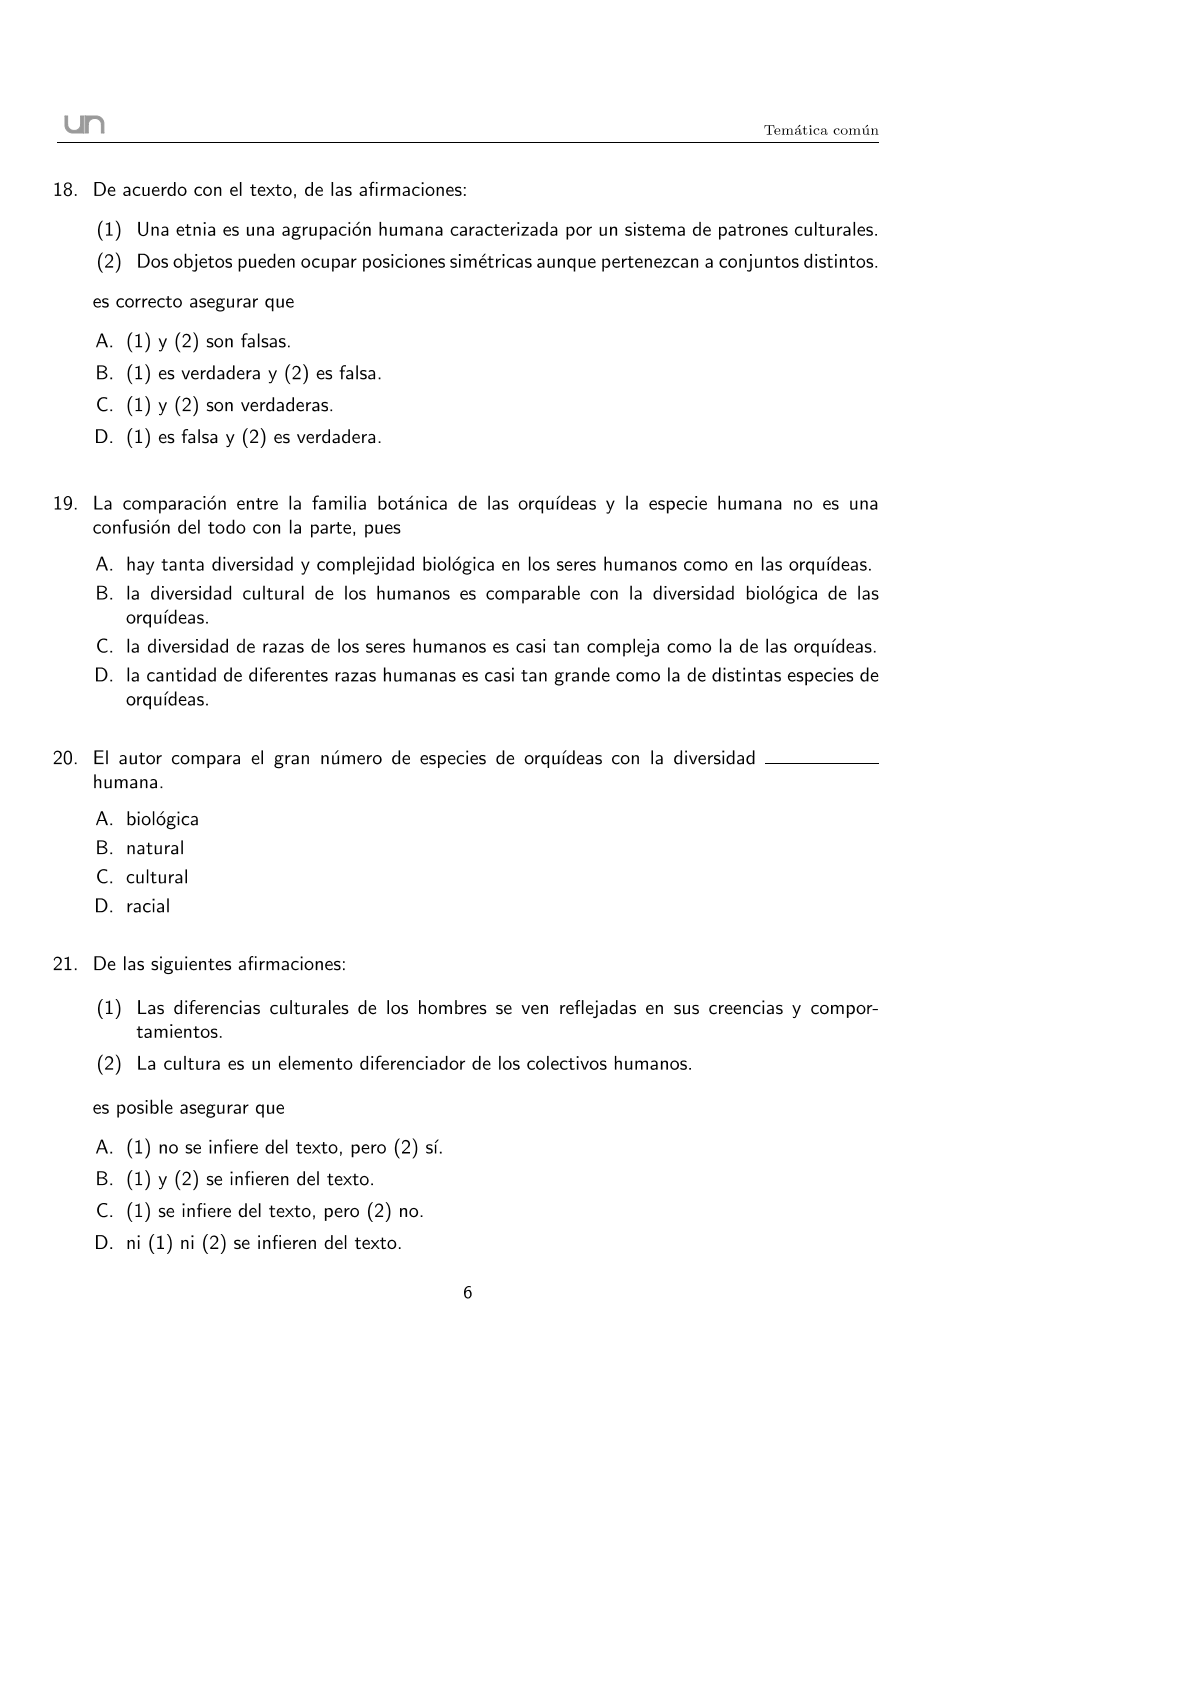 un
Temática común
18. De acuerdo con el texto, de las afirmaciones:
(1) Una etnia es una agrupación humana caracterizada por un sistema de patrones culturales.
(2) Dos objetos pueden ocupar posiciones simétricas aunque pertenezcan a conjuntos distintos.
es correcto asegurar que
A. (1) y (2) son falsas.
B. (1) es verdadera y (2) es falsa.
C. (1) y (2) son verdaderas.
D. (1) es falsa y (2) es verdadera.
19. La comparación entre la familia botánica de las orquídeas y la especie humana no es una
confusión del todo con la parte, pues
A. hay tanta diversidad y complejidad biológica en los seres humanos como en las orquídeas.
B. la diversidad cultural de los humanos es comparable con la diversidad biológica de las
orquídeas.
C. la diversidad de razas de los seres humanos es casi tan compleja como la de las orquídeas.
D. la cantidad de diferentes razas humanas es casi tan grande como la de distintas especies de
orquídeas.
20. El autor compara el gran número de especies de orquídeas con la diversidad ________
humana.
A. biológica
B. natural
C. cultural
D. racial
21. De las siguientes afirmaciones:
(1) Las diferencias culturales de los hombres se ven reflejadas en sus creencias y compor-
tamientos.
(2) La cultura es un elemento diferenciador de los colectivos humanos.
es posible asegurar que
A. (1) no se infiere del texto, pero (2) sí.
B. (1) y (2) se infieren del texto.
C. (1) se infiere del texto, pero (2) no.
D. ni (1) ni (2) se infieren del texto.
6